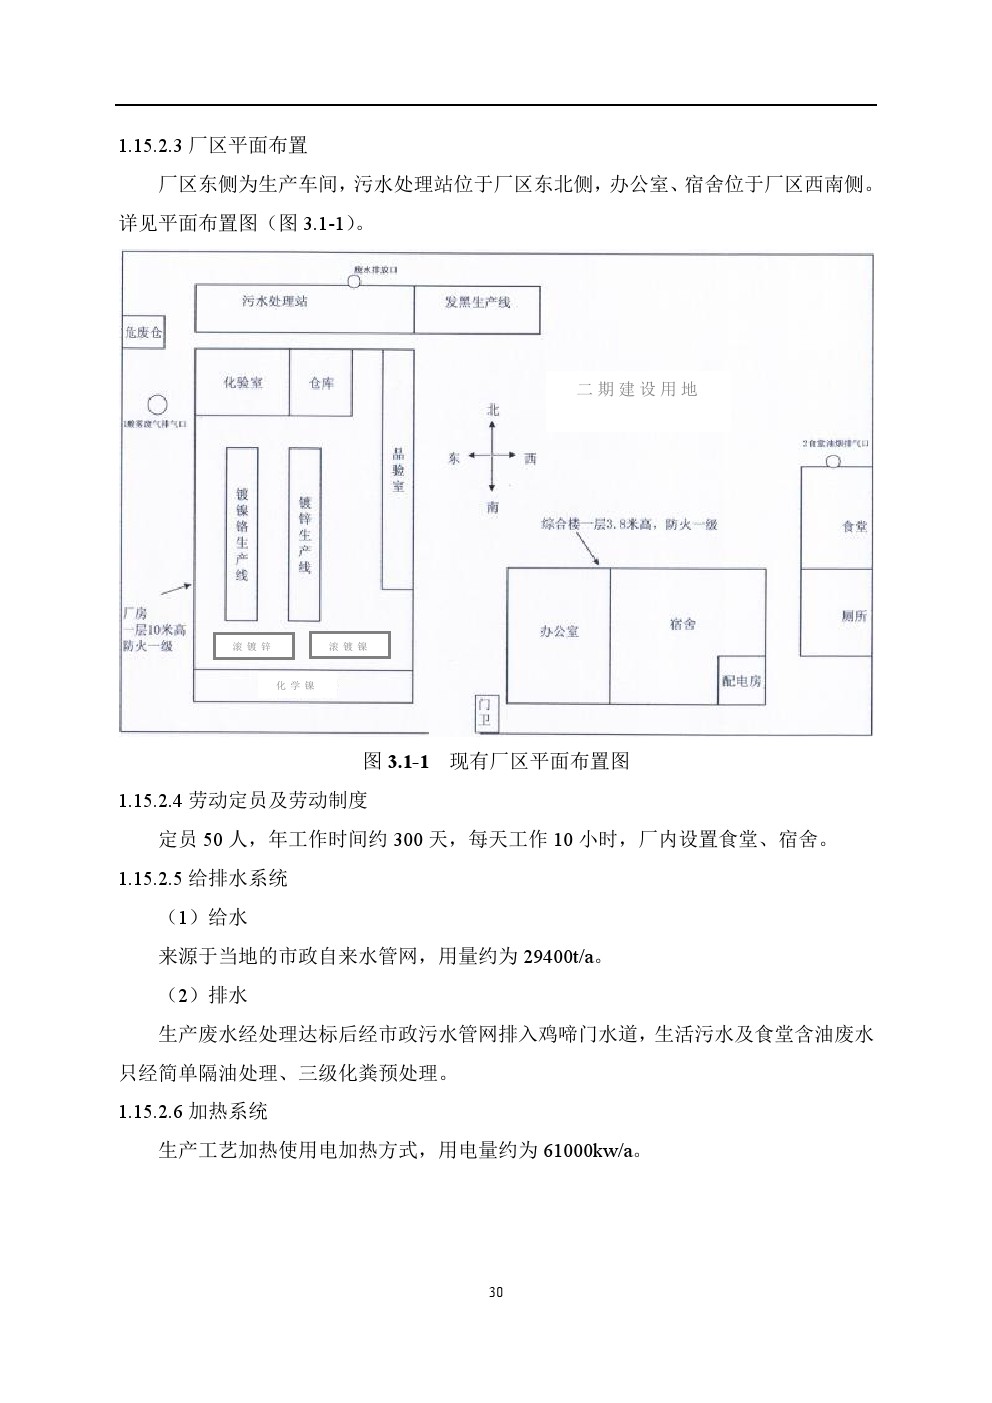 1.15.2.3 厂区平面布置
厂区东侧为生产车间，污水处理站位于厂区东北侧，办公室、宿舍位于厂区西南侧。
详见平面布置图（图 3.1-1）。
废水排放口
污水处理站
发黑生产线
危废仓
化验室
仓库
二期建设用地
北
东
西
南
品验室
2食堂油烟排气口
镀镍铬生产线
镀锌生产线
综合楼一层3.8米高，防火一级
食堂
厂房
一层10米高
防火一级
办公室
宿舍
厕所
滚镀锌
滚镀镍
化学镍
配电房
门卫
图 3.1-1 现有厂区平面布置图
1.15.2.4 劳动定员及劳动制度
定员 50 人，年工作时间约 300 天，每天工作 10 小时，厂内设置食堂、宿舍。
1.15.2.5 给排水系统
（1）给水
来源于当地的市政自来水管网，用量约为 29400t/a。
（2）排水
生产废水经处理达标后经市政污水管网排入鸡啼门水道，生活污水及食堂含油废水
只经简单隔油处理、三级化粪预处理。
1.15.2.6 加热系统
生产工艺加热使用电加热方式，用电量约为 61000kw/a。
30